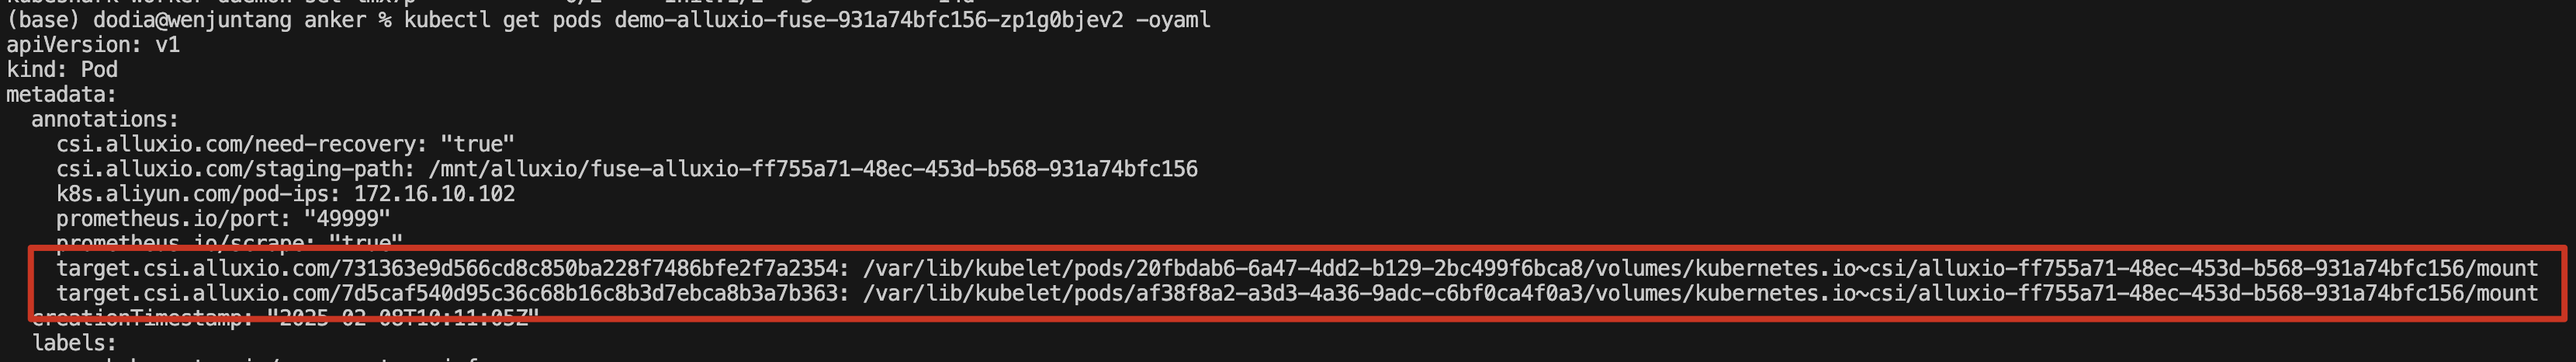 (base) dodia@wenjuntang anker % kubectl get pods demo-alluxio-fuse-931a74bfc156-zp1g0bjev2 -oyaml
apiVersion: v1
kind: Pod
metadata:
  annotations:
    csi.alluxio.com/need-recovery: "true"
    csi.alluxio.com/staging-path: /mnt/alluxio/fuse-alluxio-ff755a71-48ec-453d-b568-931a74bfc156
    k8s.aliyun.com/pod-ips: 172.16.10.102
    prometheus.io/port: "49999"
    prometheus.io/scrape: "true"
    target.csi.alluxio.com/731363e9d566cd8c850ba228f7486bfe2f7a2354: /var/lib/kubelet/pods/20fbdab6-6a47-4dd2-b129-2bc499f6bca8/volumes/kubernetes.io~csi/alluxio-ff755a71-48ec-453d-b568-931a74bfc156/mount
    target.csi.alluxio.com/7d5caf540d95c36c68b16c8b3d7ebca8b3a7b363: /var/lib/kubelet/pods/af38f8a2-a3d3-4a36-9adc-c6bf0ca4f0a3/volumes/kubernetes.io~csi/alluxio-ff755a71-48ec-453d-b568-931a74bfc156/mount
  creationTimestamp: "2025-02-08T10:11:05Z"
  labels: